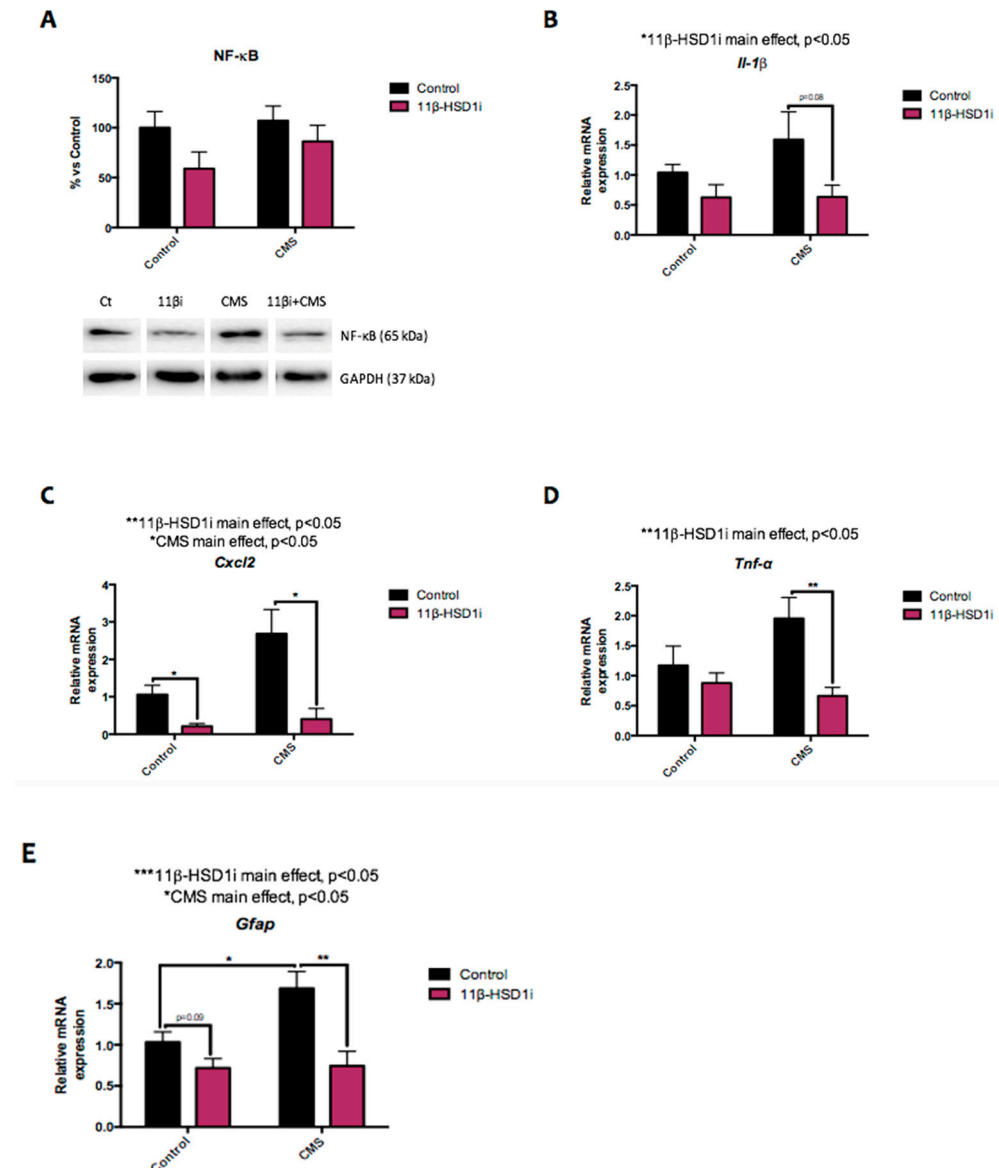 A
NF-κB
150
100
50
0
% vs Control
Control
CMS
Control
11β-HSD1i
Ct 11βi CMS 11βi+CMS
NF-κB (65 kDa)
GAPDH (37 kDa)
B
*11β-HSD1i main effect, p<0.05
Il-1β
2.5
2.0
1.5
1.0
0.5
0.0
Relative mRNA
expression
p=0.08
Control
CMS
Control
11β-HSD1i
C
**11β-HSD1i main effect, p<0.05
*CMS main effect, p<0.05
Cxcl2
4
3
2
1
0
Relative mRNA
expression
*
*
Control
CMS
Control
11β-HSD1i
D
**11β-HSD1i main effect, p<0.05
Tnf-α
2.5
2.0
1.5
1.0
0.5
0.0
Relative mRNA
expression
**
Control
CMS
Control
11β-HSD1i
E
***11β-HSD1i main effect, p<0.05
*CMS main effect, p<0.05
Gfap
2.0
1.5
1.0
0.5
0.0
Relative mRNA
expression
*
**
p=0.09
Control
CMS
Control
11β-HSD1i